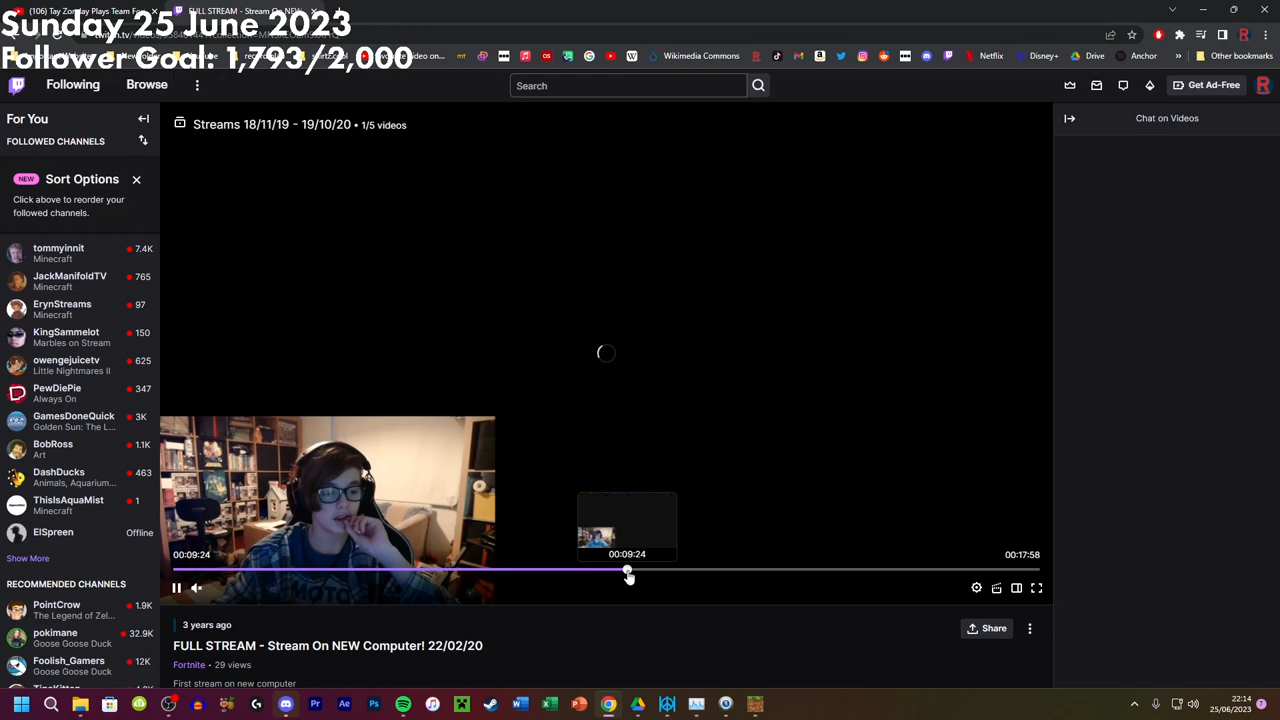 Sunday 25 June 2023
Follower Goal: 1,793/2,000
(106) Tay Zonday Plays Team Fo
FULL STREAM - Stream On NEW
Wikimedia Commons
Netflix
Disney+
Drive
Anchor
Other bookmarks
Following
Browse
Search
Get Ad-Free
For You
FOLLOWED CHANNELS
NEW Sort Options
Click above to reorder your
followed channels.
tommyinnit 7.4K
Minecraft
JackManifoldTV 765
Minecraft
ErynStreams 97
Minecraft
KingSammelot 150
Marbles on Stream
owengejuicetv 625
Little Nightmares II
PewDiePie 347
Always On
GamesDoneQuick 3K
Golden Sun: The L...
BobRoss 1.1K
Art
DashDucks 463
Animals, Aquarium...
ThisIsAquaMist 1
Minecraft
ElSpreen Offline
Show More
RECOMMENDED CHANNELS
PointCrow 1.9K
The Legend of Zel...
pokimane 32.9K
Goose Goose Duck
Foolish_Gamers 12K
Goose Goose Duck
Streams 18/11/19 - 19/10/20 • 1/5 videos
Chat on Videos
00:09:24
00:09:24
00:17:58
3 years ago
FULL STREAM - Stream On NEW Computer! 22/02/20
Fortnite • 29 views
First stream on new computer
Share
22:14
25/06/2023